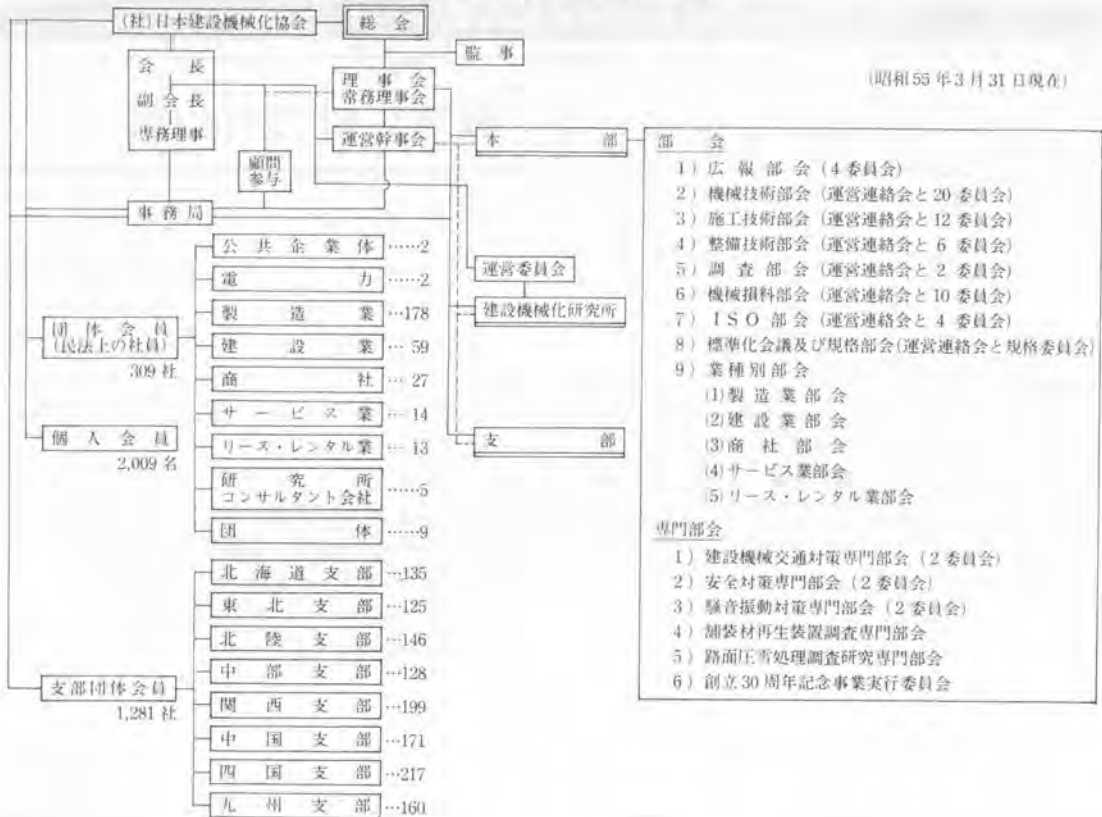 (社)日本建設機械化協会
総会
監事
(昭和55年3月31日現在)
会長
副会長
専務理事
理事会
常務理事会
運営幹事会
顧問
参与
事務局
本部
運営委員会
建設機械化研究所
支部
団体会員
(民法上の社員)
309社
公共企業体……2
電力……2
製造業…178
建設業…59
商社…27
サービス業…14
リース・レンタル業…13
研究所
コンサルタント会社……5
団体……9
個人会員
2,009名
支部団体会員
1,281社
北海道支部…135
東北支部…125
北陸支部…146
中部支部…128
関西支部…199
中国支部…171
四国支部…217
九州支部…160
部会
1) 広報部会 (4委員会)
2) 機械技術部会 (運営連絡会と20委員会)
3) 施工技術部会 (運営連絡会と12委員会)
4) 整備技術部会 (運営連絡会と6委員会)
5) 調査部会 (運営連絡会と2委員会)
6) 機械損料部会 (運営連絡会と10委員会)
7) ISO部会 (運営連絡会と4委員会)
8) 標準化会議及び規格部会(運営連絡会と規格委員会)
9) 業種別部会
(1)製造業部会
(2)建設業部会
(3)商社部会
(4)サービス業部会
(5)リース・レンタル業部会
専門部会
1) 建設機械交通対策専門部会 (2委員会)
2) 安全対策専門部会 (2委員会)
3) 騒音振動対策専門部会 (2委員会)
4) 舗装材再生装置調査専門部会
5) 路面圧雪処理調査研究専門部会
6) 創立30周年記念事業実行委員会